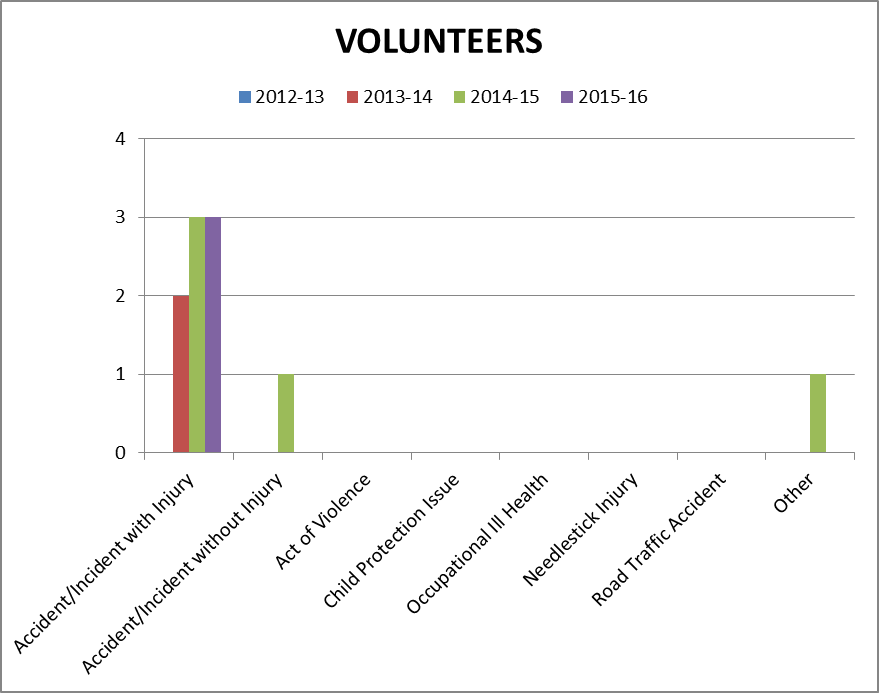 VOLUNTEERS
2012-13 2013-14 2014-15 2015-16
4
3
2
1
0
Accident/Incident with Injury
Accident/Incident without Injury
Act of Violence
Child Protection Issue
Occupational Ill Health
Needlestick Injury
Road Traffic Accident
Other